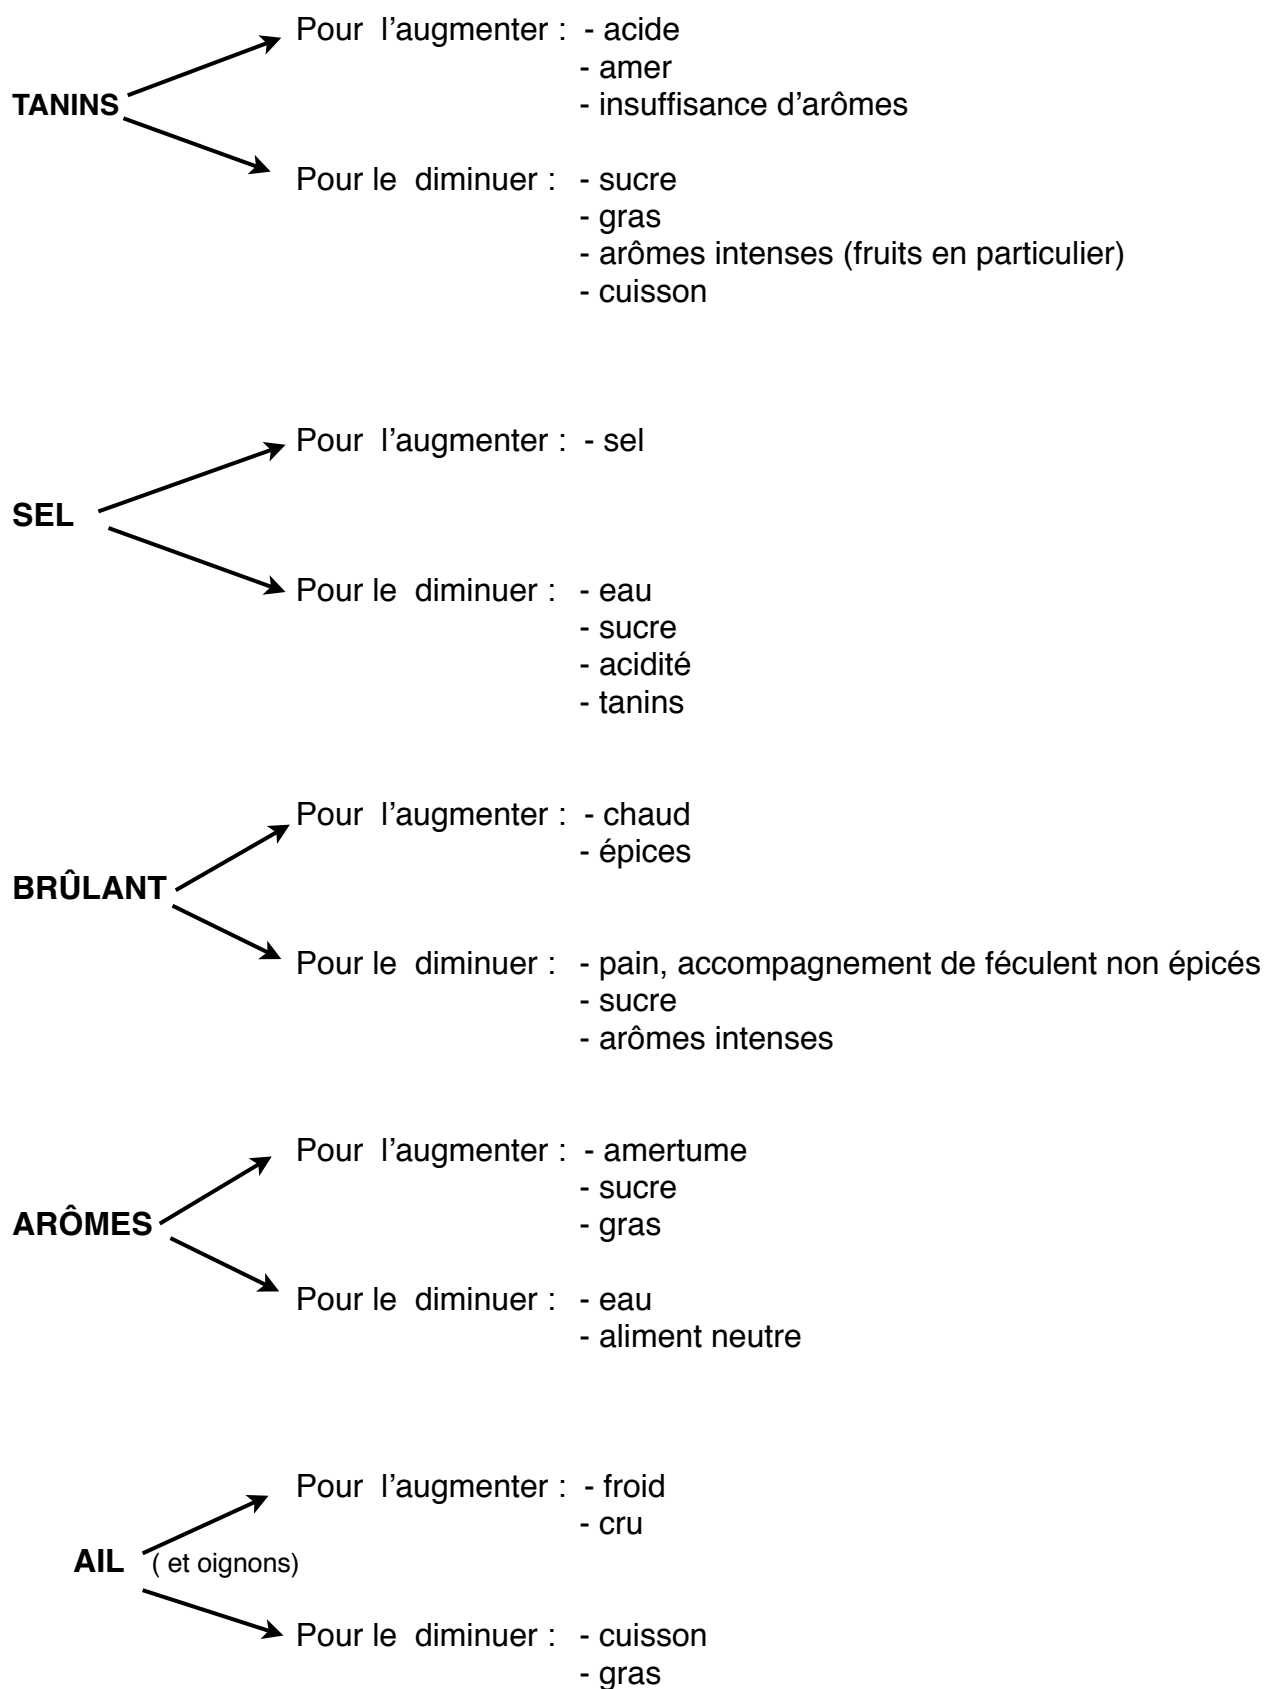 Pour l'augmenter : - acide
- amer
TANINS - insuffisance d'arômes
Pour le diminuer : - sucre
- gras
- arômes intenses (fruits en particulier)
- cuisson
Pour l'augmenter : - sel
SEL
Pour le diminuer : - eau
- sucre
- acidité
- tanins
Pour l'augmenter : - chaud
- épices
BRÛLANT
Pour le diminuer : - pain, accompagnement de féculent non épicés
- sucre
- arômes intenses
Pour l'augmenter : - amertume
- sucre
ARÔMES - gras
Pour le diminuer : - eau
- aliment neutre
Pour l'augmenter : - froid
- cru
AIL ( et oignons)
Pour le diminuer : - cuisson
- gras